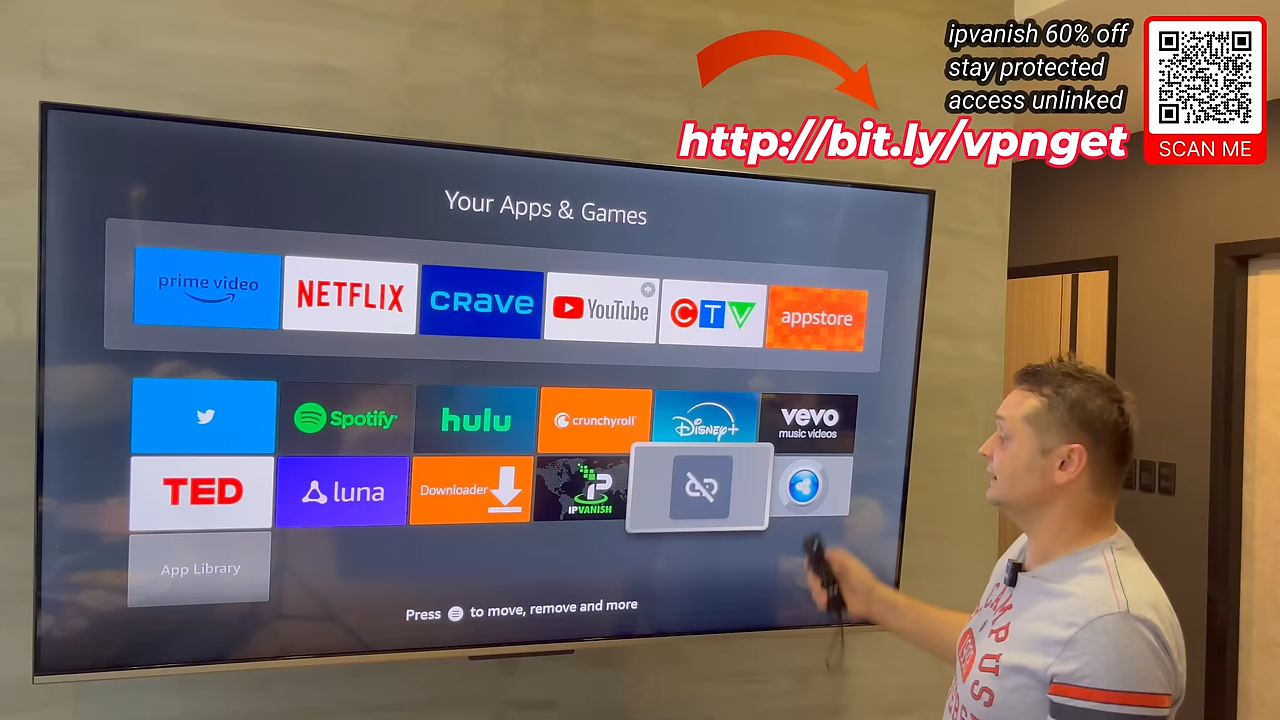 ipvanish 60% off
stay protected
access unlinked
http://bit.ly/vpnget
SCAN ME
Your Apps & Games
prime video
NETFLIX
CRAVE
YouTube
CTV
appstore
Spotify
hulu
crunchyroll
Disney+
vevo
music videos
TED
luna
Downloader
IP
IPVANISH
App Library
Press to move, remove and more
CAMPUS